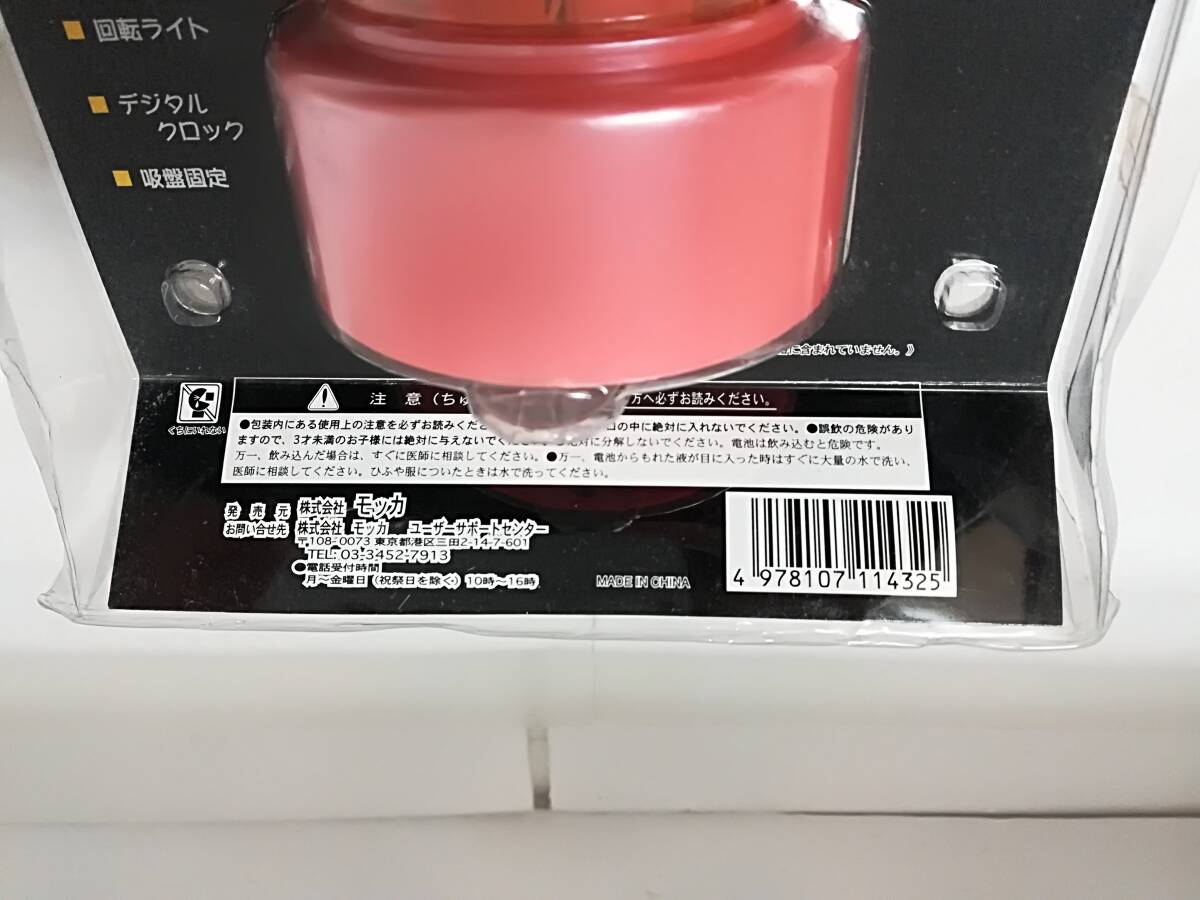 ■ 回転ライト
■ デジタル
クロック
■ 吸盤固定
に含まれていません。》
くちにいれない
注 意（ちゅ 方へ必ずお読みください。
●包装内にある使用上の注意を必ずお読みくだ 口の中に絶対に入れないでください。●誤飲の危険があり
ますので、3才未満のお子様には絶対に与えないで 絶対に分解しないでください。電池は飲み込むと危険です。
万一、飲み込んだ場合は、すぐに医師に相談してください。●万一、電池からもれた液が目に入った時はすぐに大量の水で洗い、
医師に相談してください。ひふや服についたときは水で洗ってください。
発 売 元 株式会社 モッカ
お問い合せ先 株式会社 モッカ ユーザーサポートセンター
〒108-0073 東京都港区三田2-14-7-601
TEL. 03-3452-7913
●電話受付時間
月～金曜日（祝祭日を除く）10時～16時
MADE IN CHINA
4 978107 114325